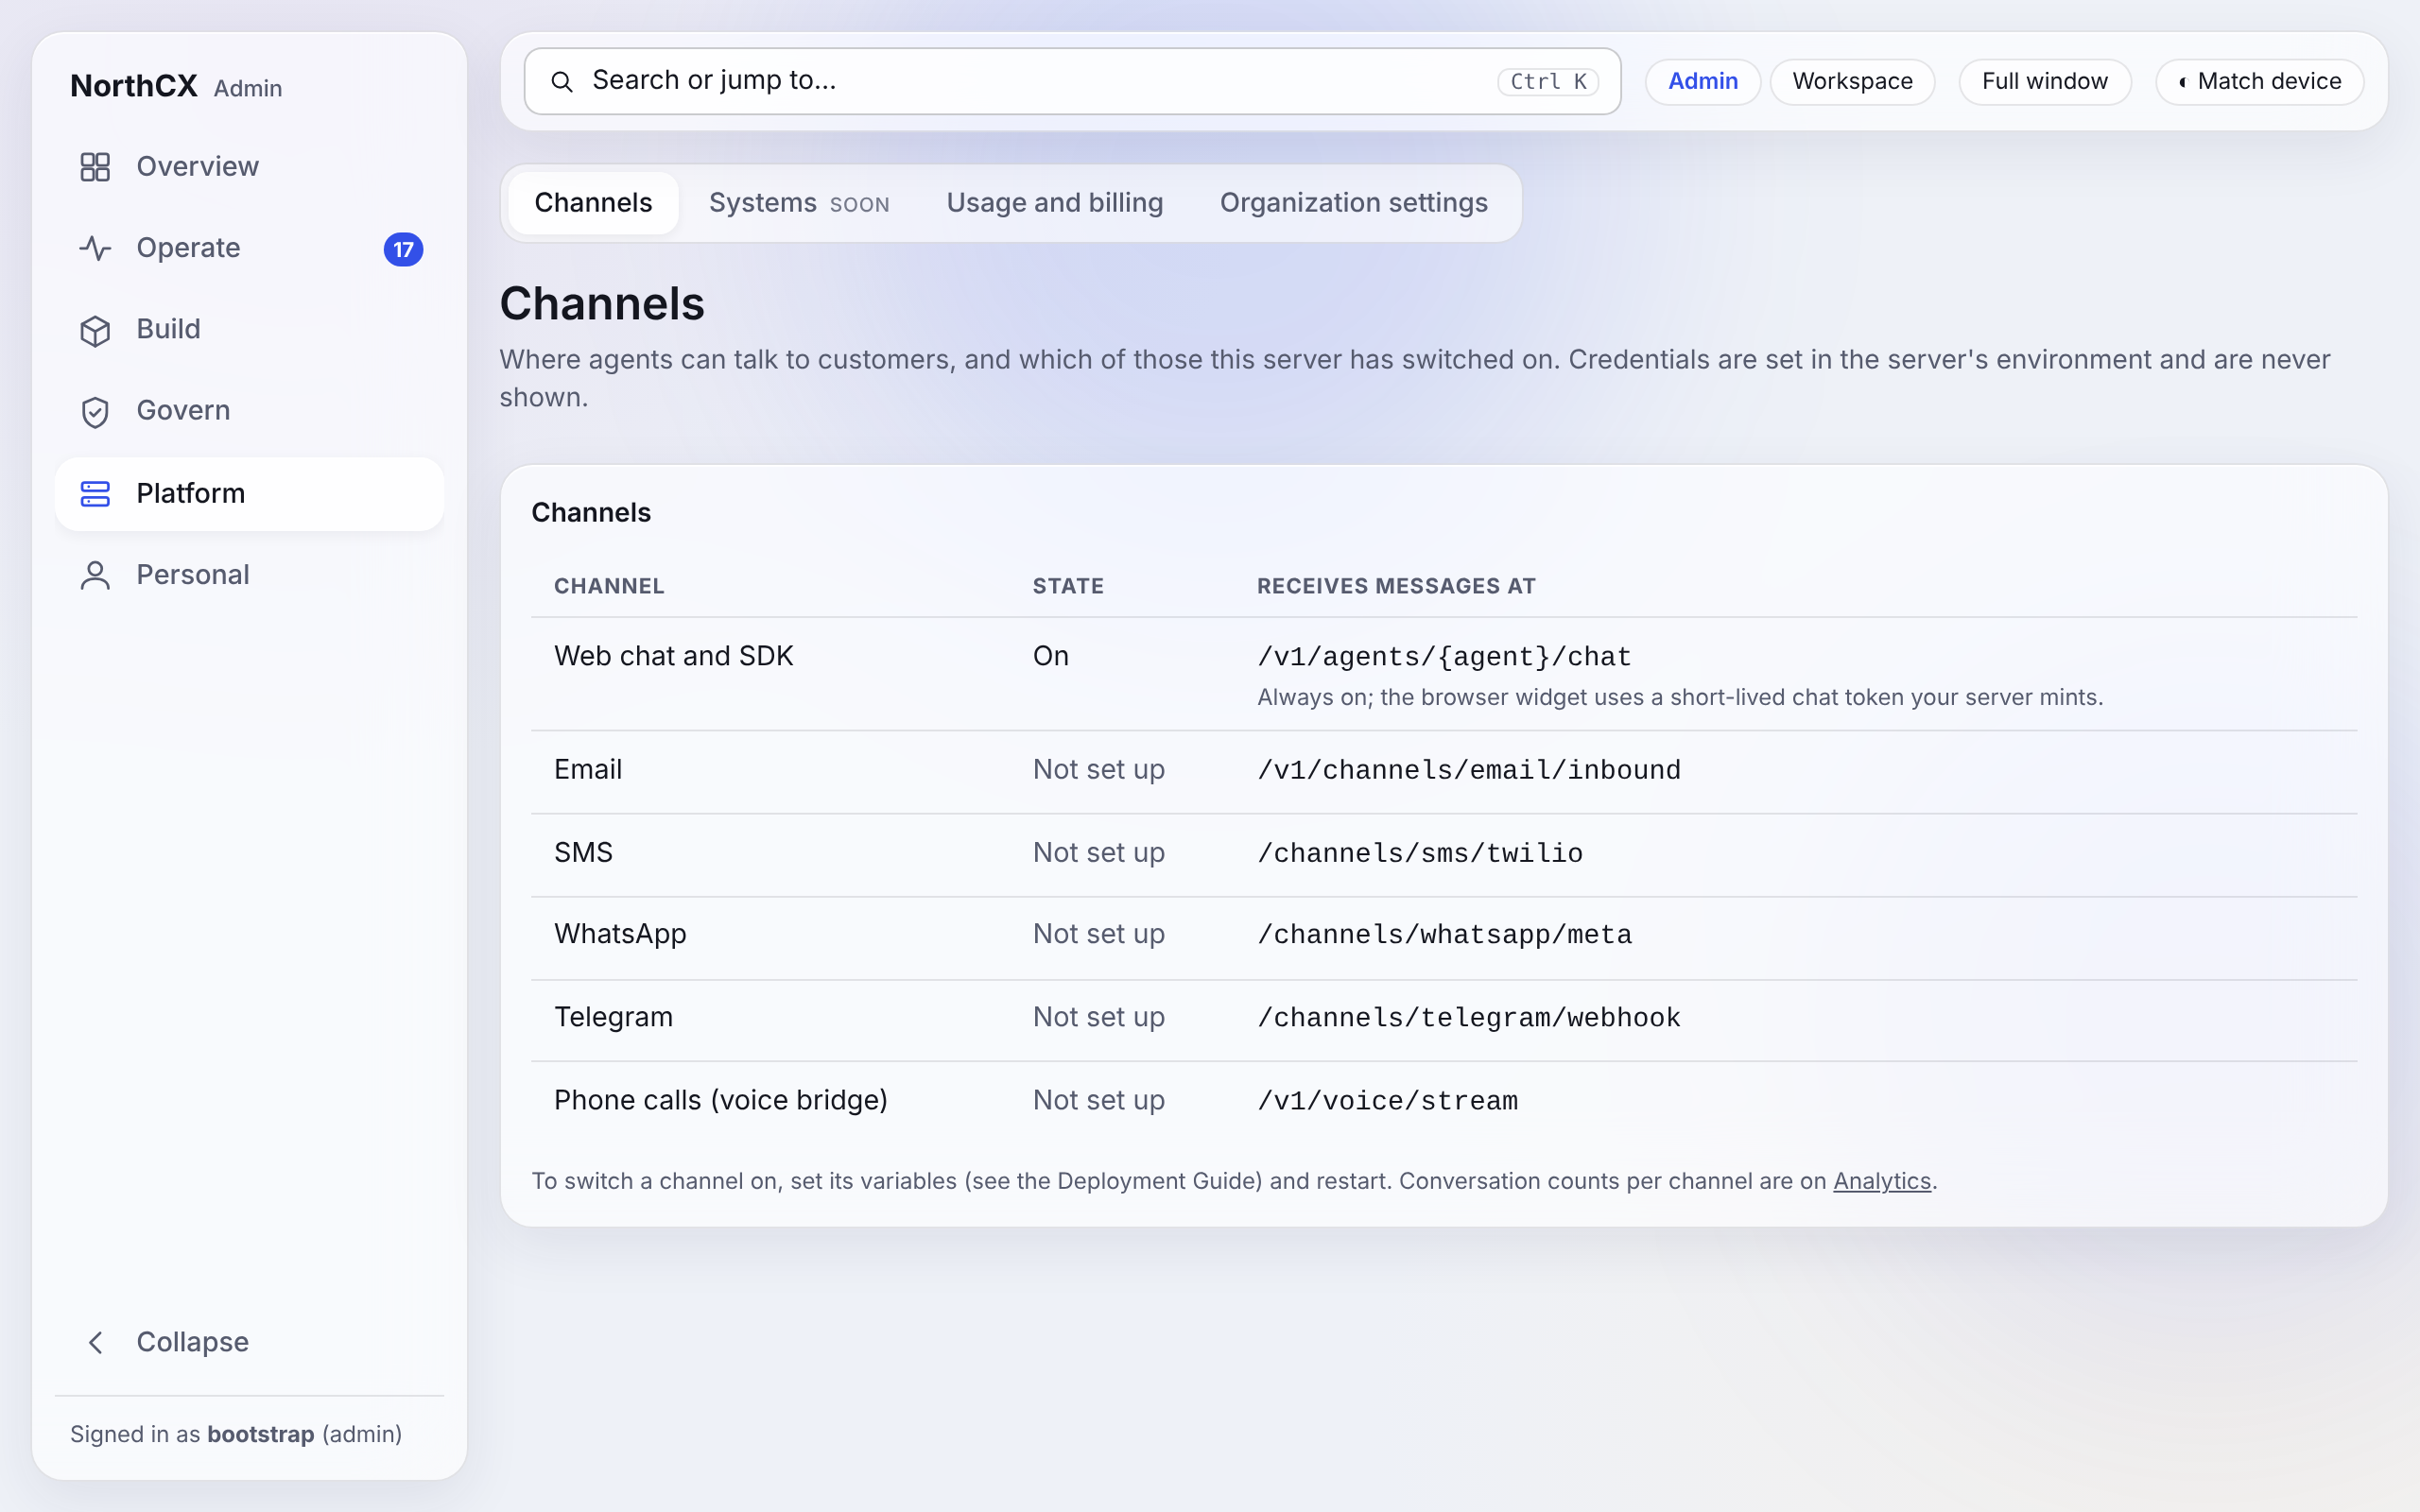 NorthCX Admin
Overview
Operate 17
Build
Govern
Platform
Personal
Collapse
Signed in as bootstrap (admin)
Search or jump to... Ctrl K
Admin Workspace Full window Match device
Channels Systems SOON Usage and billing Organization settings
Channels
Where agents can talk to customers, and which of those this server has switched on. Credentials are set in the server's environment and are never
shown.
Channels
CHANNEL STATE RECEIVES MESSAGES AT
Web chat and SDK On /v1/agents/{agent}/chat
Always on; the browser widget uses a short-lived chat token your server mints.
Email Not set up /v1/channels/email/inbound
SMS Not set up /channels/sms/twilio
WhatsApp Not set up /channels/whatsapp/meta
Telegram Not set up /channels/telegram/webhook
Phone calls (voice bridge) Not set up /v1/voice/stream
To switch a channel on, set its variables (see the Deployment Guide) and restart. Conversation counts per channel are on Analytics.